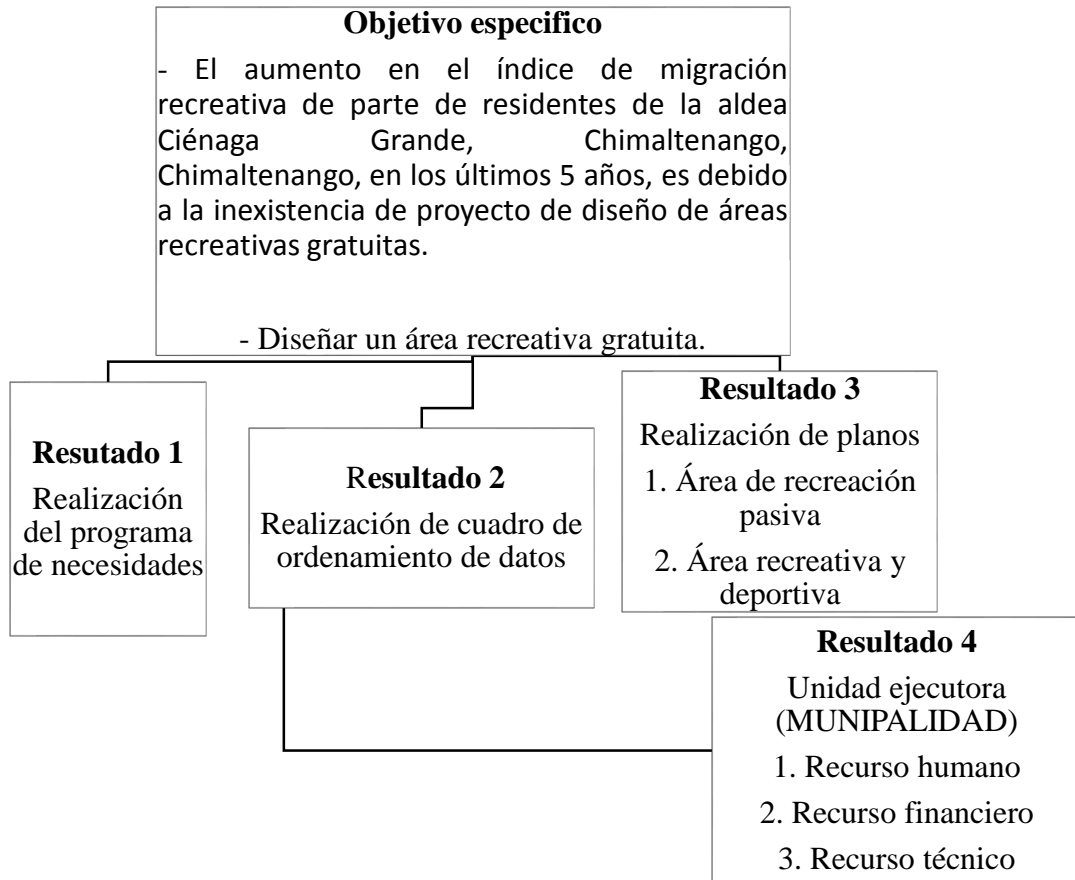 Objetivo especifico
- El aumento en el índice de migración
recreativa de parte de residentes de la aldea
Ciénaga Grande, Chimaltenango,
Chimaltenango, en los últimos 5 años, es debido
a la inexistencia de proyecto de diseño de áreas
recreativas gratuitas.
- Diseñar un área recreativa gratuita.
Resutado 1
Realización
del programa
de necesidades
Resultado 2
Realización de cuadro de
ordenamiento de datos
Resultado 3
Realización de planos
1. Área de recreación
pasiva
2. Área recreativa y
deportiva
Resultado 4
Unidad ejecutora
(MUNIPALIDAD)
1. Recurso humano
2. Recurso financiero
3. Recurso técnico